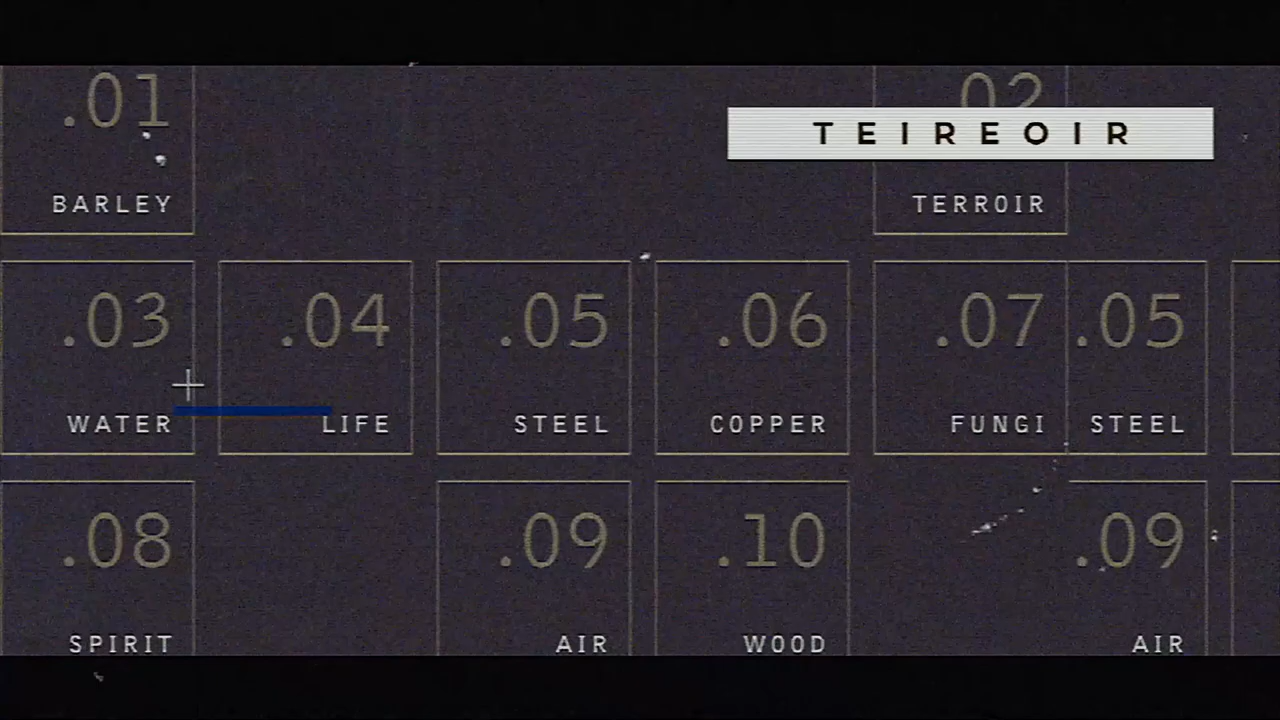 .01 02
TEIREOIR
BARLEY TERROIR
.03 .04 .05 .06 .07 .05
WATER LIFE STEEL COPPER FUNGI STEEL
.08 .09 .10 .09
SPIRIT AIR WOOD AIR